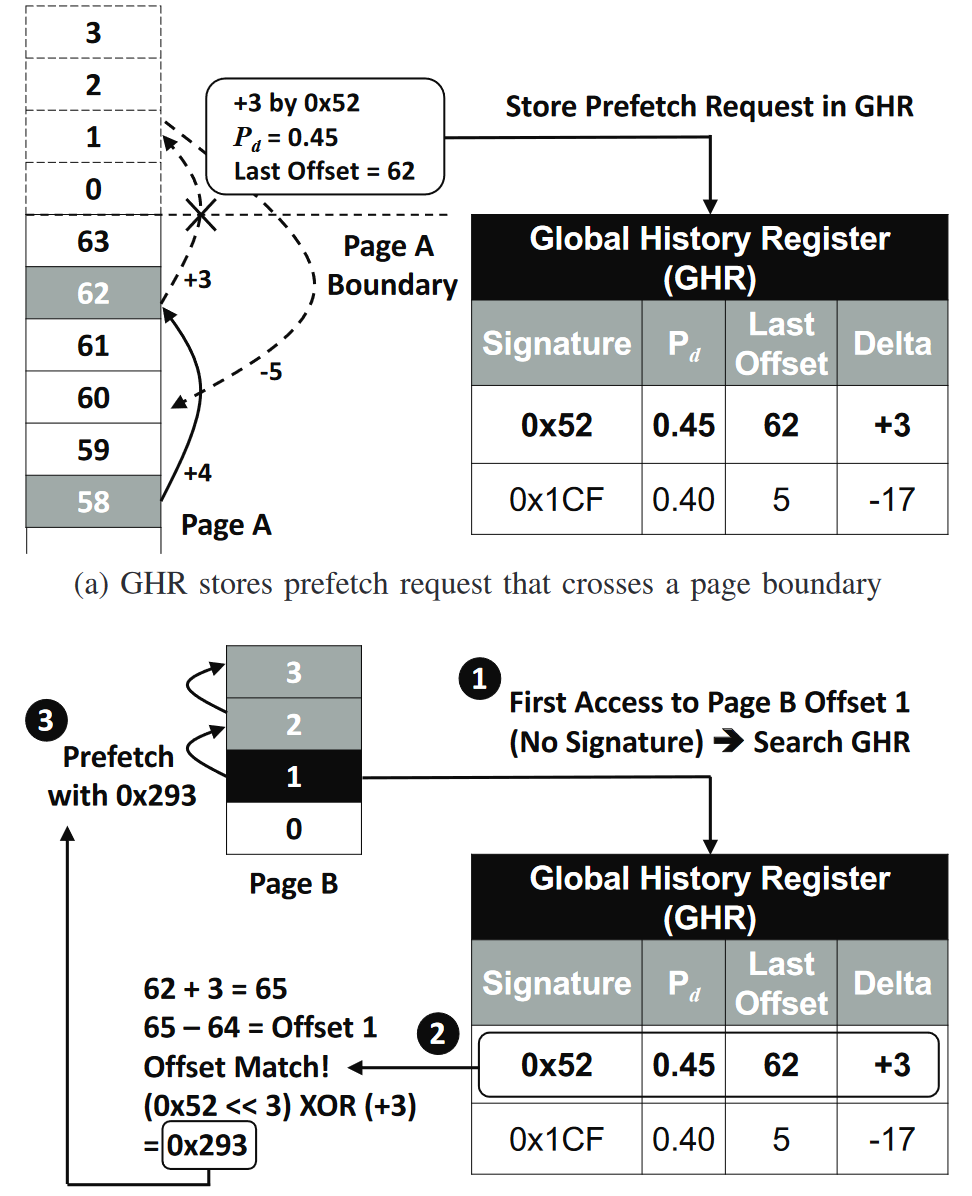 3
2
1
0
63
62
61
60
59
58
+3 by 0x52
Pd = 0.45
Last Offset = 62
Store Prefetch Request in GHR
Page A
Boundary
+3
-5
+4
Page A
Global History Register
(GHR)
Signature Pd Last Offset Delta
0x52 0.45 62 +3
0x1CF 0.40 5 -17
(a) GHR stores prefetch request that crosses a page boundary
3
2
1
0
Page B
1
First Access to Page B Offset 1
(No Signature) ➔ Search GHR
3
Prefetch
with 0x293
Global History Register
(GHR)
Signature Pd Last Offset Delta
0x52 0.45 62 +3
0x1CF 0.40 5 -17
2
62 + 3 = 65
65 – 64 = Offset 1
Offset Match!
(0x52 << 3) XOR (+3)
= 0x293